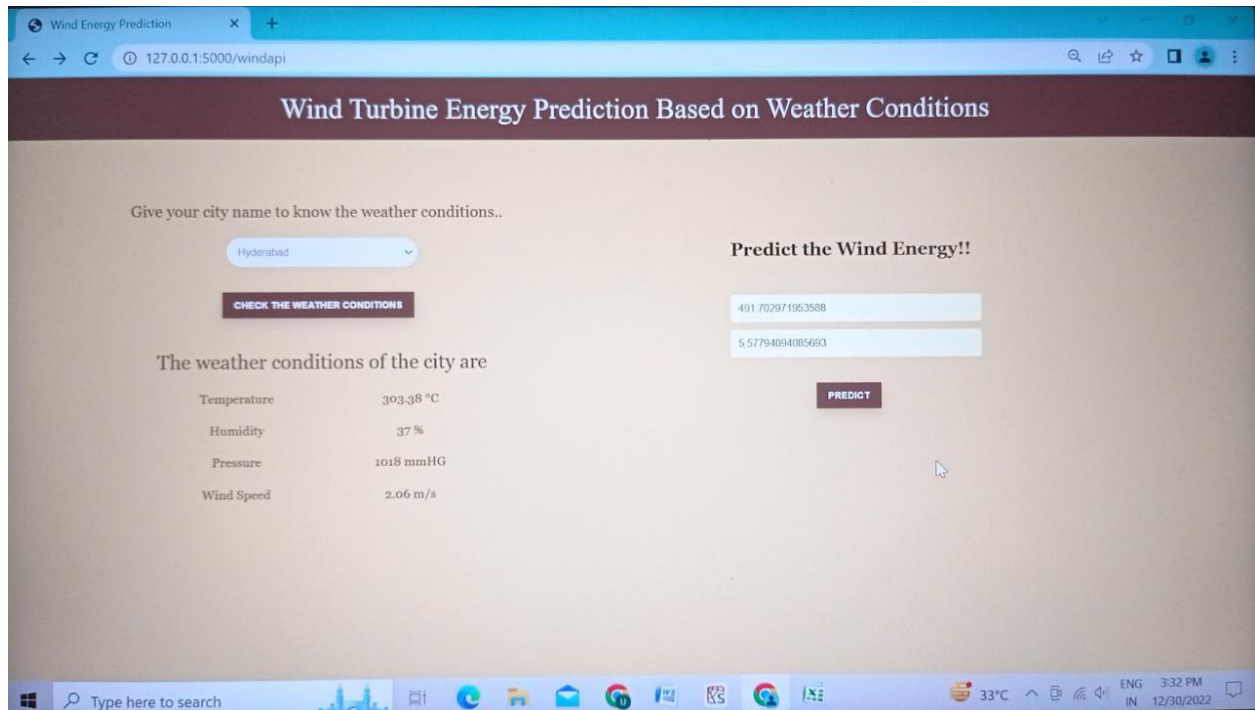 Wind Energy Prediction
127.0.0.1:5000/windapi
Wind Turbine Energy Prediction Based on Weather Conditions
Give your city name to know the weather conditions..
Hyderabad
CHECK THE WEATHER CONDITIONS
The weather conditions of the city are
Temperature 303.38 °C
Humidity 37 %
Pressure 1018 mmHG
Wind Speed 2.06 m/s
Predict the Wind Energy!!
491.702971953588
5.57794094085693
PREDICT
Type here to search
33°C
ENG
IN
3:32 PM
12/30/2022